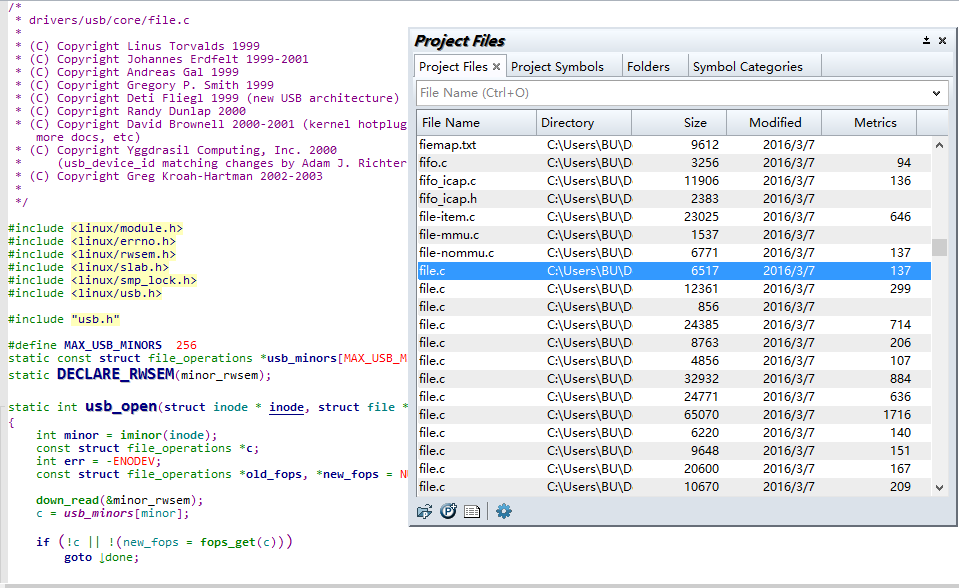 /*
 * drivers/usb/core/file.c
 *
 * (C) Copyright Linus Torvalds 1999
 * (C) Copyright Johannes Erdfelt 1999-2001
 * (C) Copyright Andreas Gal 1999
 * (C) Copyright Gregory P. Smith 1999
 * (C) Copyright Deti Fliegl 1999 (new USB architecture)
 * (C) Copyright Randy Dunlap 2000
 * (C) Copyright David Brownell 2000-2001 (kernel hotplug
   more docs, etc)
 * (C) Copyright Yggdrasil Computing, Inc. 2000
 *     (usb_device_id matching changes by Adam J. Richter
 * (C) Copyright Greg Kroah-Hartman 2002-2003
 *
 */
#include <linux/module.h>
#include <linux/errno.h>
#include <linux/rwsem.h>
#include <linux/slab.h>
#include <linux/smp_lock.h>
#include <linux/usb.h>
#include "usb.h"
#define MAX_USB_MINORS  256
static const struct file_operations *usb_minors[MAX_USB_M
static DECLARE_RWSEM(minor_rwsem);
static int usb_open(struct inode * inode, struct file *
{
    int minor = iminor(inode);
    const struct file_operations *c;
    int err = -ENODEV;
    const struct file_operations *old_fops, *new_fops = N
    down_read(&minor_rwsem);
    c = usb_minors[minor];
    if (!c || !(new_fops = fops_get(c)))
        goto ↓done;
Project Files
Project Files × Project Symbols Folders Symbol Categories
File Name (Ctrl+O)
File Name Directory Size Modified Metrics
fiemap.txt C:\Users\BU\D 9612 2016/3/7
fifo.c C:\Users\BU\D 3256 2016/3/7 94
fifo_icap.c C:\Users\BU\D 11906 2016/3/7 136
fifo_icap.h C:\Users\BU\D 2383 2016/3/7
file-item.c C:\Users\BU\D 23025 2016/3/7 646
file-mmu.c C:\Users\BU\D 1537 2016/3/7
file-nommu.c C:\Users\BU\D 6771 2016/3/7 137
file.c C:\Users\BU\D 6517 2016/3/7 137
file.c C:\Users\BU\D 12361 2016/3/7 299
file.c C:\Users\BU\D 856 2016/3/7
file.c C:\Users\BU\D 24385 2016/3/7 714
file.c C:\Users\BU\D 8763 2016/3/7 206
file.c C:\Users\BU\D 4856 2016/3/7 107
file.c C:\Users\BU\D 32932 2016/3/7 884
file.c C:\Users\BU\D 24771 2016/3/7 636
file.c C:\Users\BU\D 65070 2016/3/7 1716
file.c C:\Users\BU\D 6220 2016/3/7 140
file.c C:\Users\BU\D 9648 2016/3/7 151
file.c C:\Users\BU\D 20600 2016/3/7 167
file.c C:\Users\BU\D 10670 2016/3/7 209